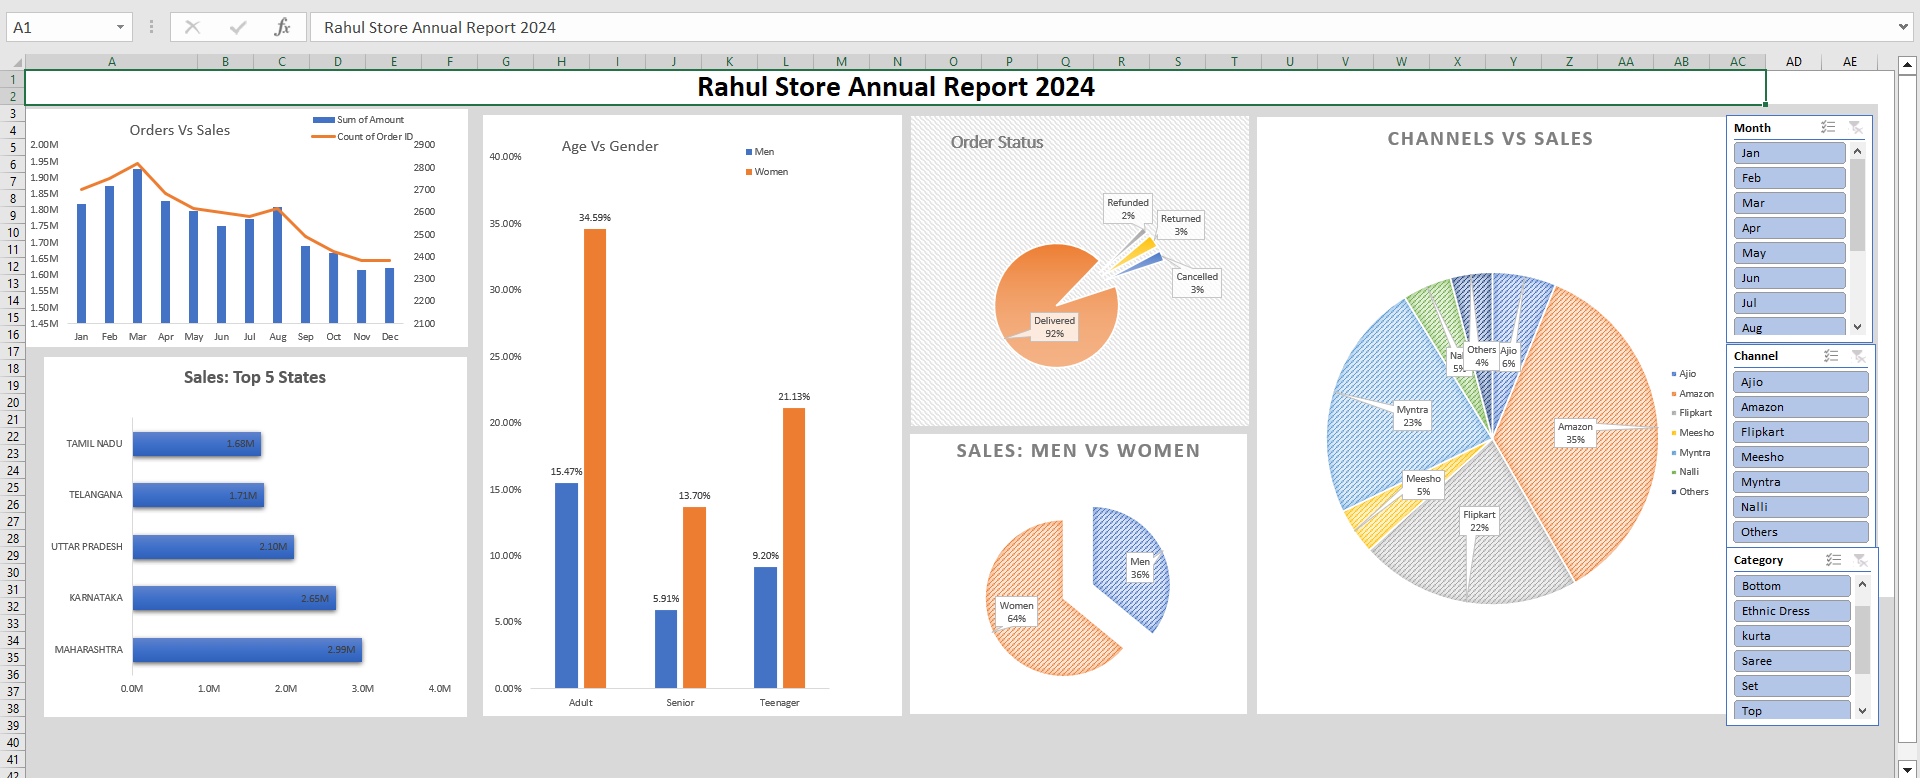 A1
fx
Rahul Store Annual Report 2024
A B C D E F G H I J K L M N O P Q R S T U V W X Y Z AA AB AC AD AE
1
2
3
4
5
6
7
8
9
10
11
12
13
14
15
16
17
18
19
20
21
22
23
24
25
26
27
28
29
30
31
32
33
34
35
36
37
38
39
40
41
42
Rahul Store Annual Report 2024
Orders Vs Sales
Sum of Amount
Count of Order ID
2.00M
1.95M
1.90M
1.85M
1.80M
1.75M
1.70M
1.65M
1.60M
1.55M
1.50M
1.45M
2900
2800
2700
2600
2500
2400
2300
2200
2100
Jan Feb Mar Apr May Jun Jul Aug Sep Oct Nov Dec
Sales: Top 5 States
TAMIL NADU 1.68M
TELANGANA 1.71M
UTTAR PRADESH 2.10M
KARNATAKA 2.65M
MAHARASHTRA 2.99M
0.0M 1.0M 2.0M 3.0M 4.0M
Age Vs Gender
Men
Women
40.00%
35.00%
30.00%
25.00%
20.00%
15.00%
10.00%
5.00%
0.00%
15.47%
34.59%
5.91%
13.70%
9.20%
21.13%
Adult Senior Teenager
Order Status
Refunded
2%
Returned
3%
Cancelled
3%
Delivered
92%
SALES: MEN VS WOMEN
Men
36%
Women
64%
CHANNELS VS SALES
Nal
5%
Others
4%
Ajio
6%
Myntra
23%
Amazon
35%
Meesho
5%
Flipkart
22%
Ajio
Amazon
Flipkart
Meesho
Myntra
Nalli
Others
Month
Jan
Feb
Mar
Apr
May
Jun
Jul
Aug
Channel
Ajio
Amazon
Flipkart
Meesho
Myntra
Nalli
Others
Category
Bottom
Ethnic Dress
kurta
Saree
Set
Top